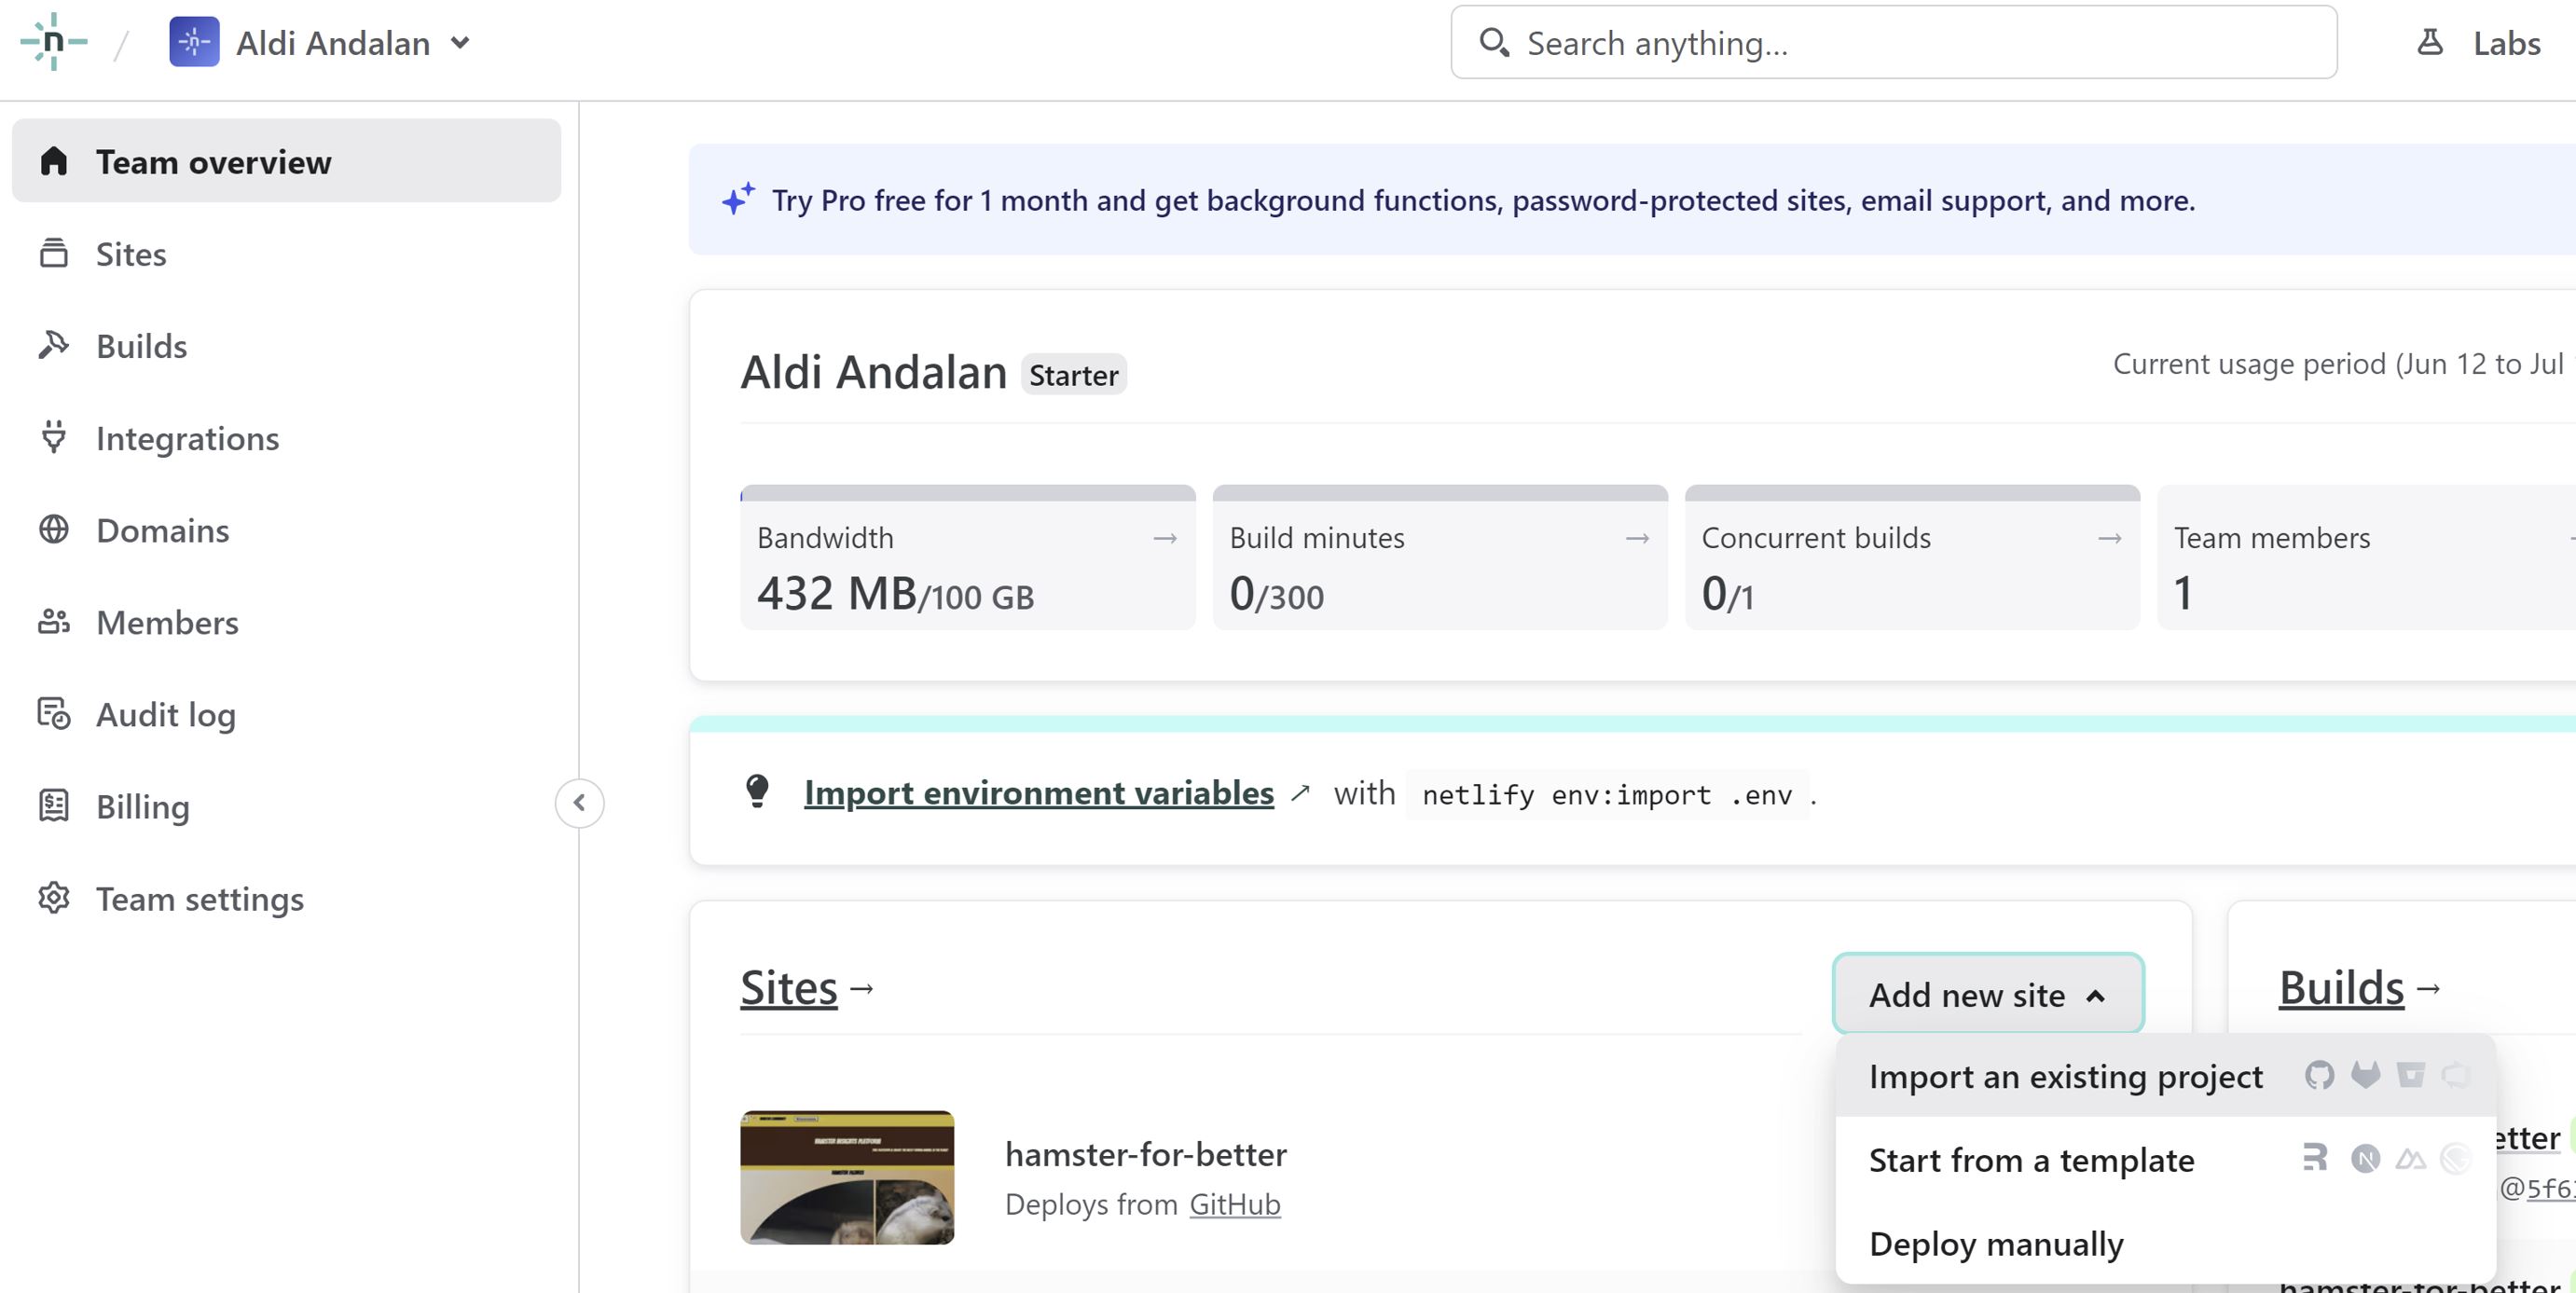 n / Aldi Andalan
Search anything...
Labs
Team overview
Sites
Builds
Integrations
Domains
Members
Audit log
Billing
Team settings
Try Pro free for 1 month and get background functions, password-protected sites, email support, and more.
Aldi Andalan Starter
Current usage period (Jun 12 to Jul
Bandwidth →
432 MB/100 GB
Build minutes →
0/300
Concurrent builds →
0/1
Team members
1
Import environment variables ↗ with netlify env:import .env .
Sites →
Add new site
Import an existing project
Start from a template
Deploy manually
hamster-for-better
Deploys from GitHub
Builds →
etter
@5f6
hamster-for-better